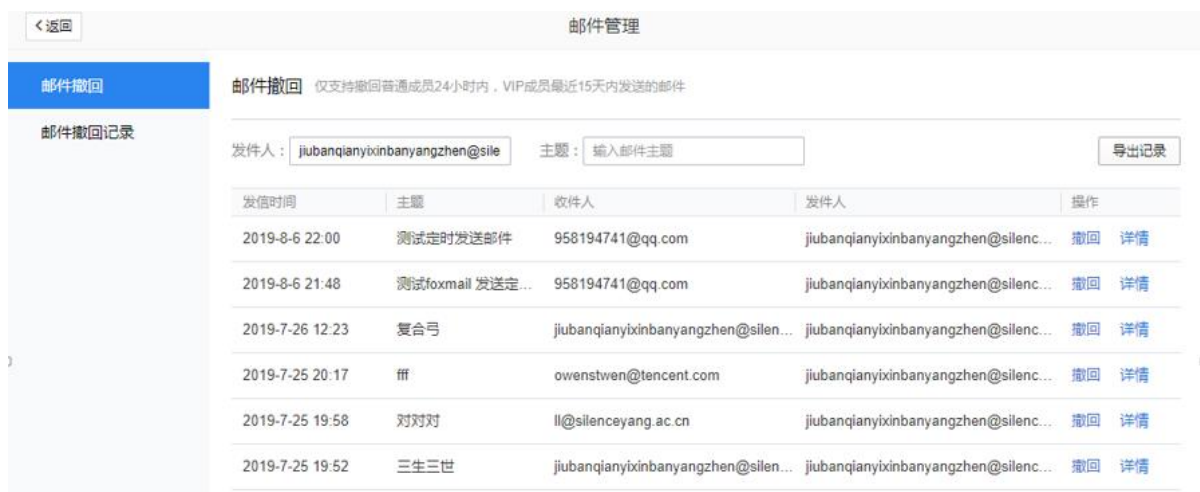 返回
邮件管理
邮件撤回
邮件撤回记录
邮件撤回 仅支持撤回普通成员24小时内，VIP成员最近15天内发送的邮件
发件人： jiubanqianyixinbanyangzhen@sile 主题： 输入邮件主题 导出记录
发信时间 主题 收件人 发件人 操作
2019-8-6 22:00 测试定时发送邮件 958194741@qq.com jiubanqianyixinbanyangzhen@silenc... 撤回 详情
2019-8-6 21:48 测试foxmail 发送定... 958194741@qq.com jiubanqianyixinbanyangzhen@silenc... 撤回 详情
2019-7-26 12:23 复合弓 jiubanqianyixinbanyangzhen@silen... jiubanqianyixinbanyangzhen@silenc... 撤回 详情
2019-7-25 20:17 fff owenstwen@tencent.com jiubanqianyixinbanyangzhen@silenc... 撤回 详情
2019-7-25 19:58 对对对 ll@silenceyang.ac.cn jiubanqianyixinbanyangzhen@silenc... 撤回 详情
2019-7-25 19:52 三生三世 jiubanqianyixinbanyangzhen@silen... jiubanqianyixinbanyangzhen@silenc... 撤回 详情